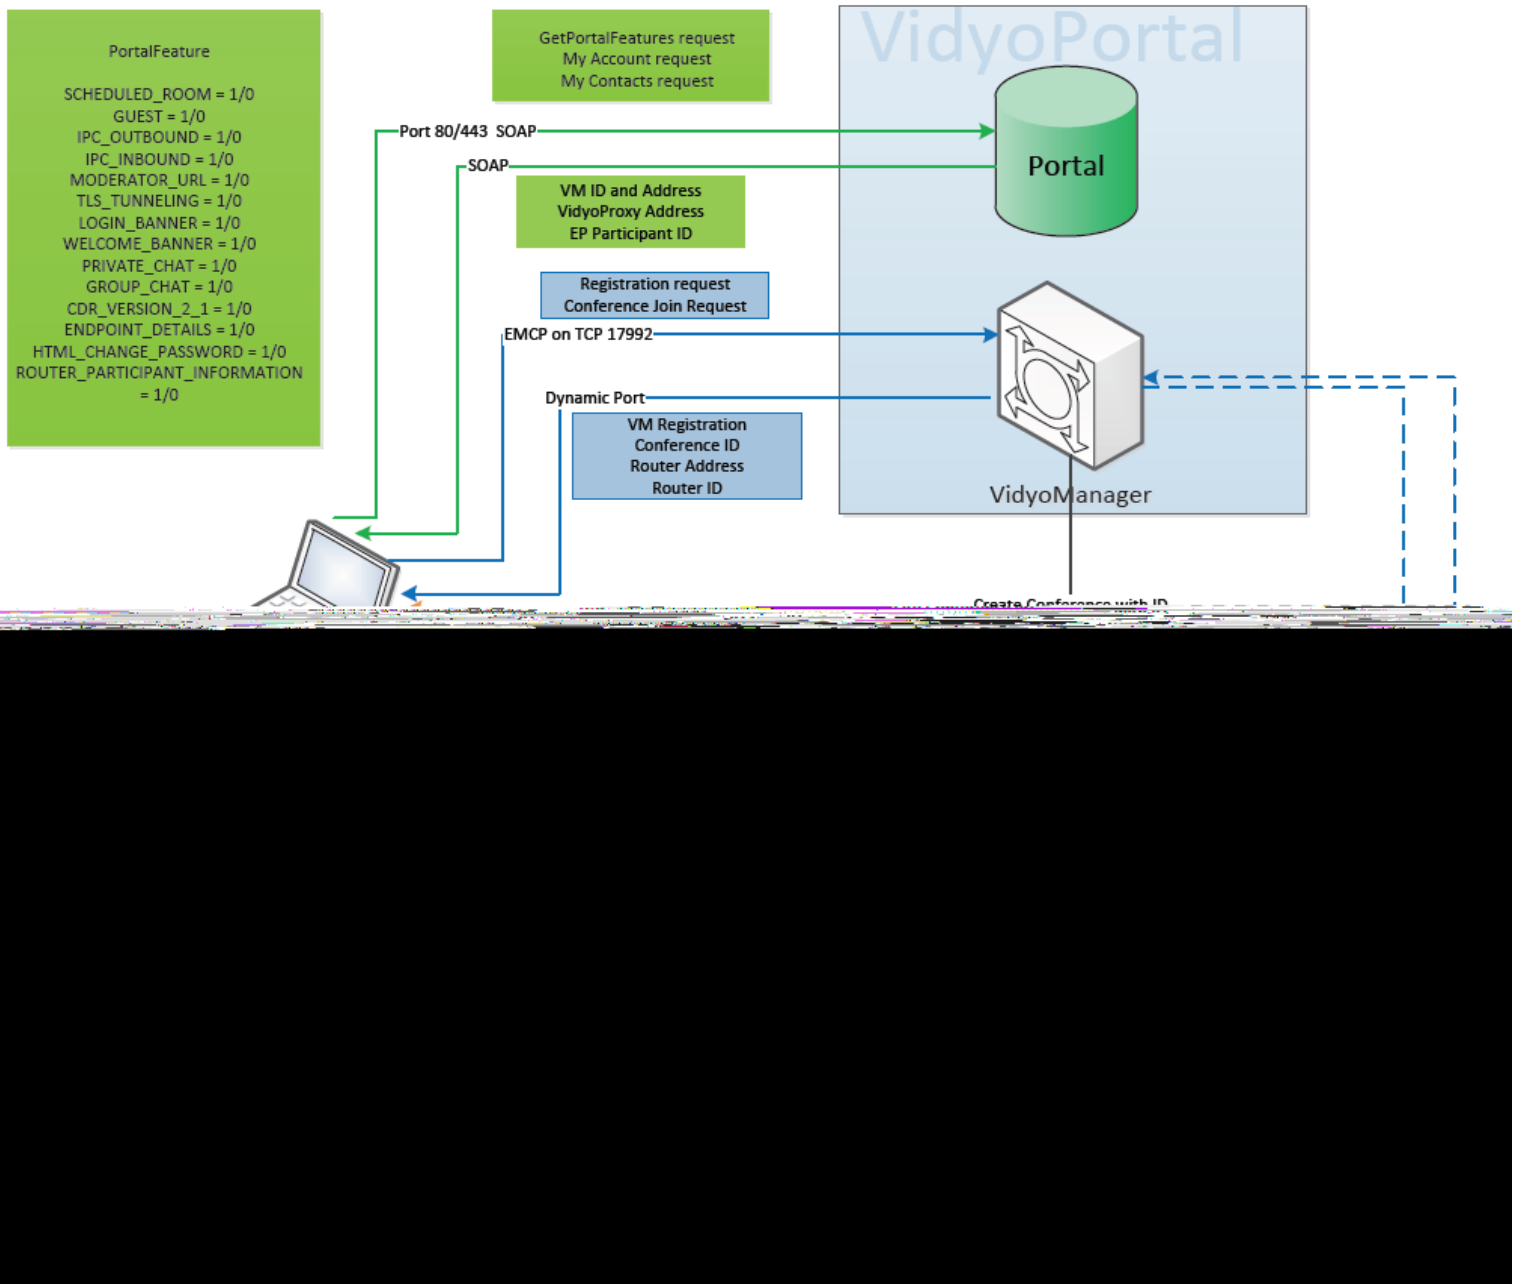 PortalFeature
SCHEDULED_ROOM = 1/0
GUEST = 1/0
IPC_OUTBOUND = 1/0
IPC_INBOUND = 1/0
MODERATOR_URL = 1/0
TLS_TUNNELING = 1/0
LOGIN_BANNER = 1/0
WELCOME_BANNER = 1/0
PRIVATE_CHAT = 1/0
GROUP_CHAT = 1/0
CDR_VERSION_2_1 = 1/0
ENDPOINT_DETAILS = 1/0
HTML_CHANGE_PASSWORD = 1/0
ROUTER_PARTICIPANT_INFORMATION
= 1/0
GetPortalFeatures request
My Account request
My Contacts request
VidyoPortal
Port 80/443 SOAP
SOAP
Portal
VM ID and Address
VidyoProxy Address
EP Participant ID
Registration request
Conference Join Request
EMCP on TCP 17992
Dynamic Port
VM Registration
Conference ID
Router Address
Router ID
VidyoManager
Create Conference with ID